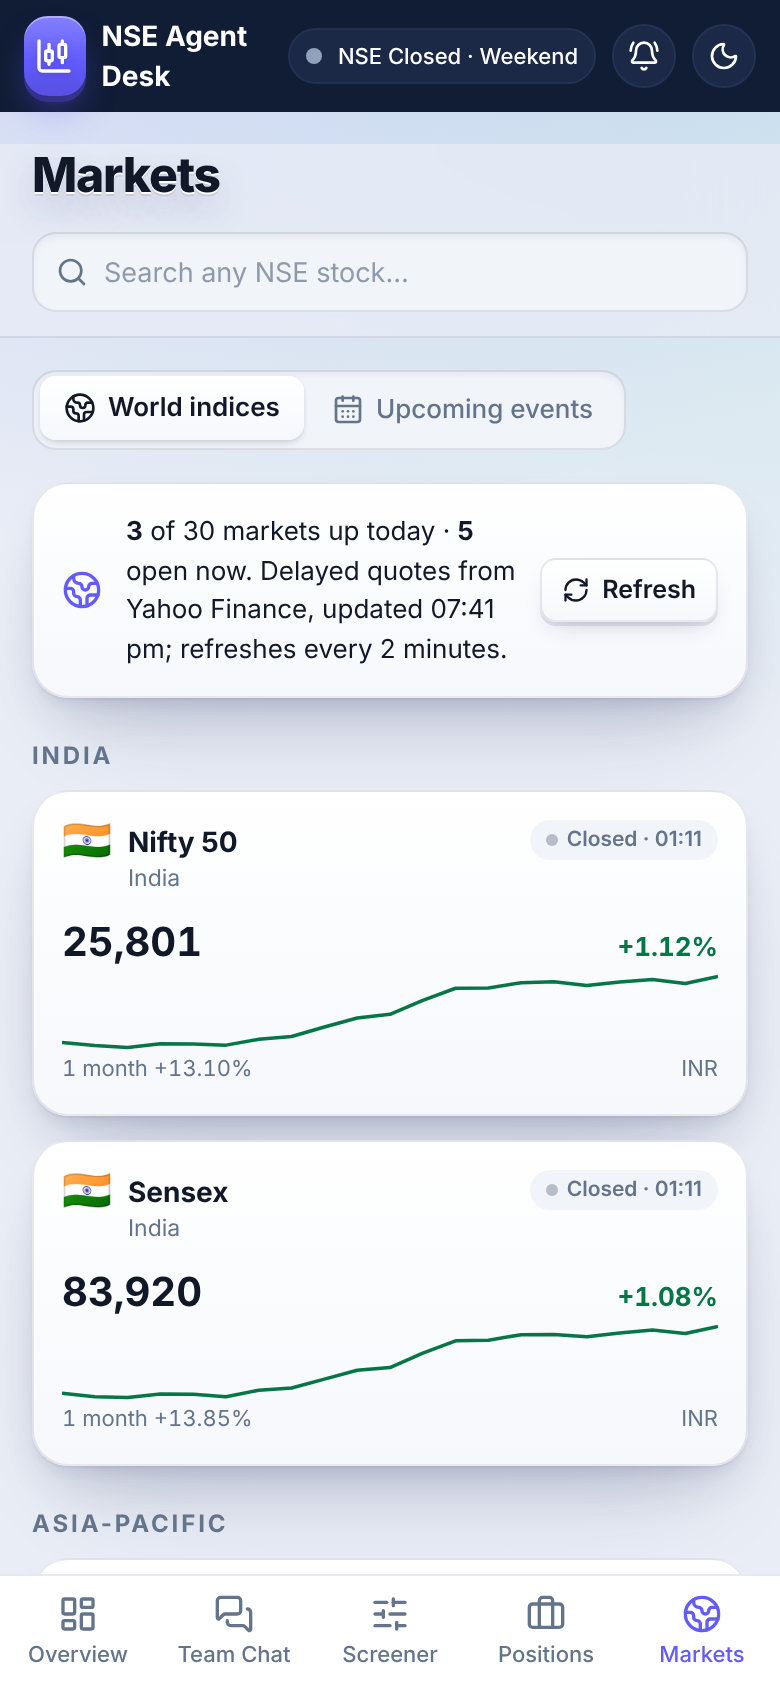 NSE Agent
Desk
NSE Closed · Weekend
Markets
Search any NSE stock...
World indices
Upcoming events
3 of 30 markets up today · 5
open now. Delayed quotes from
Yahoo Finance, updated 07:41
pm; refreshes every 2 minutes.
Refresh
INDIA
Nifty 50
Closed · 01:11
India
25,801
+1.12%
1 month +13.10%
INR
Sensex
Closed · 01:11
India
83,920
+1.08%
1 month +13.85%
INR
ASIA-PACIFIC
Overview
Team Chat
Screener
Positions
Markets